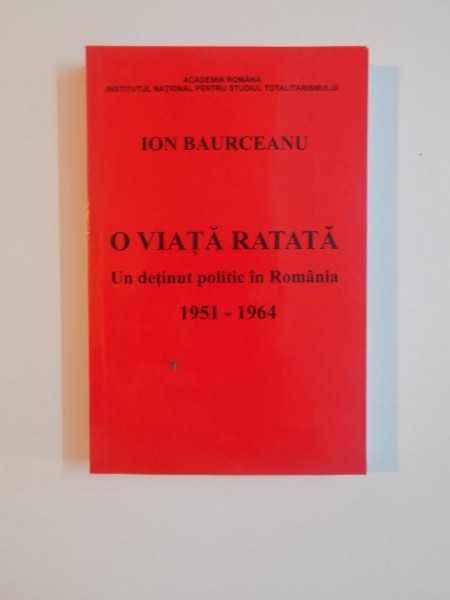 ACADEMIA ROMÂNĂ
INSTITUTUL NAȚIONAL PENTRU STUDIUL TOTALITARISMULUI
ION BAURCEANU
O VIAȚĂ RATATĂ
Un deținut politic în România
1951 - 1964